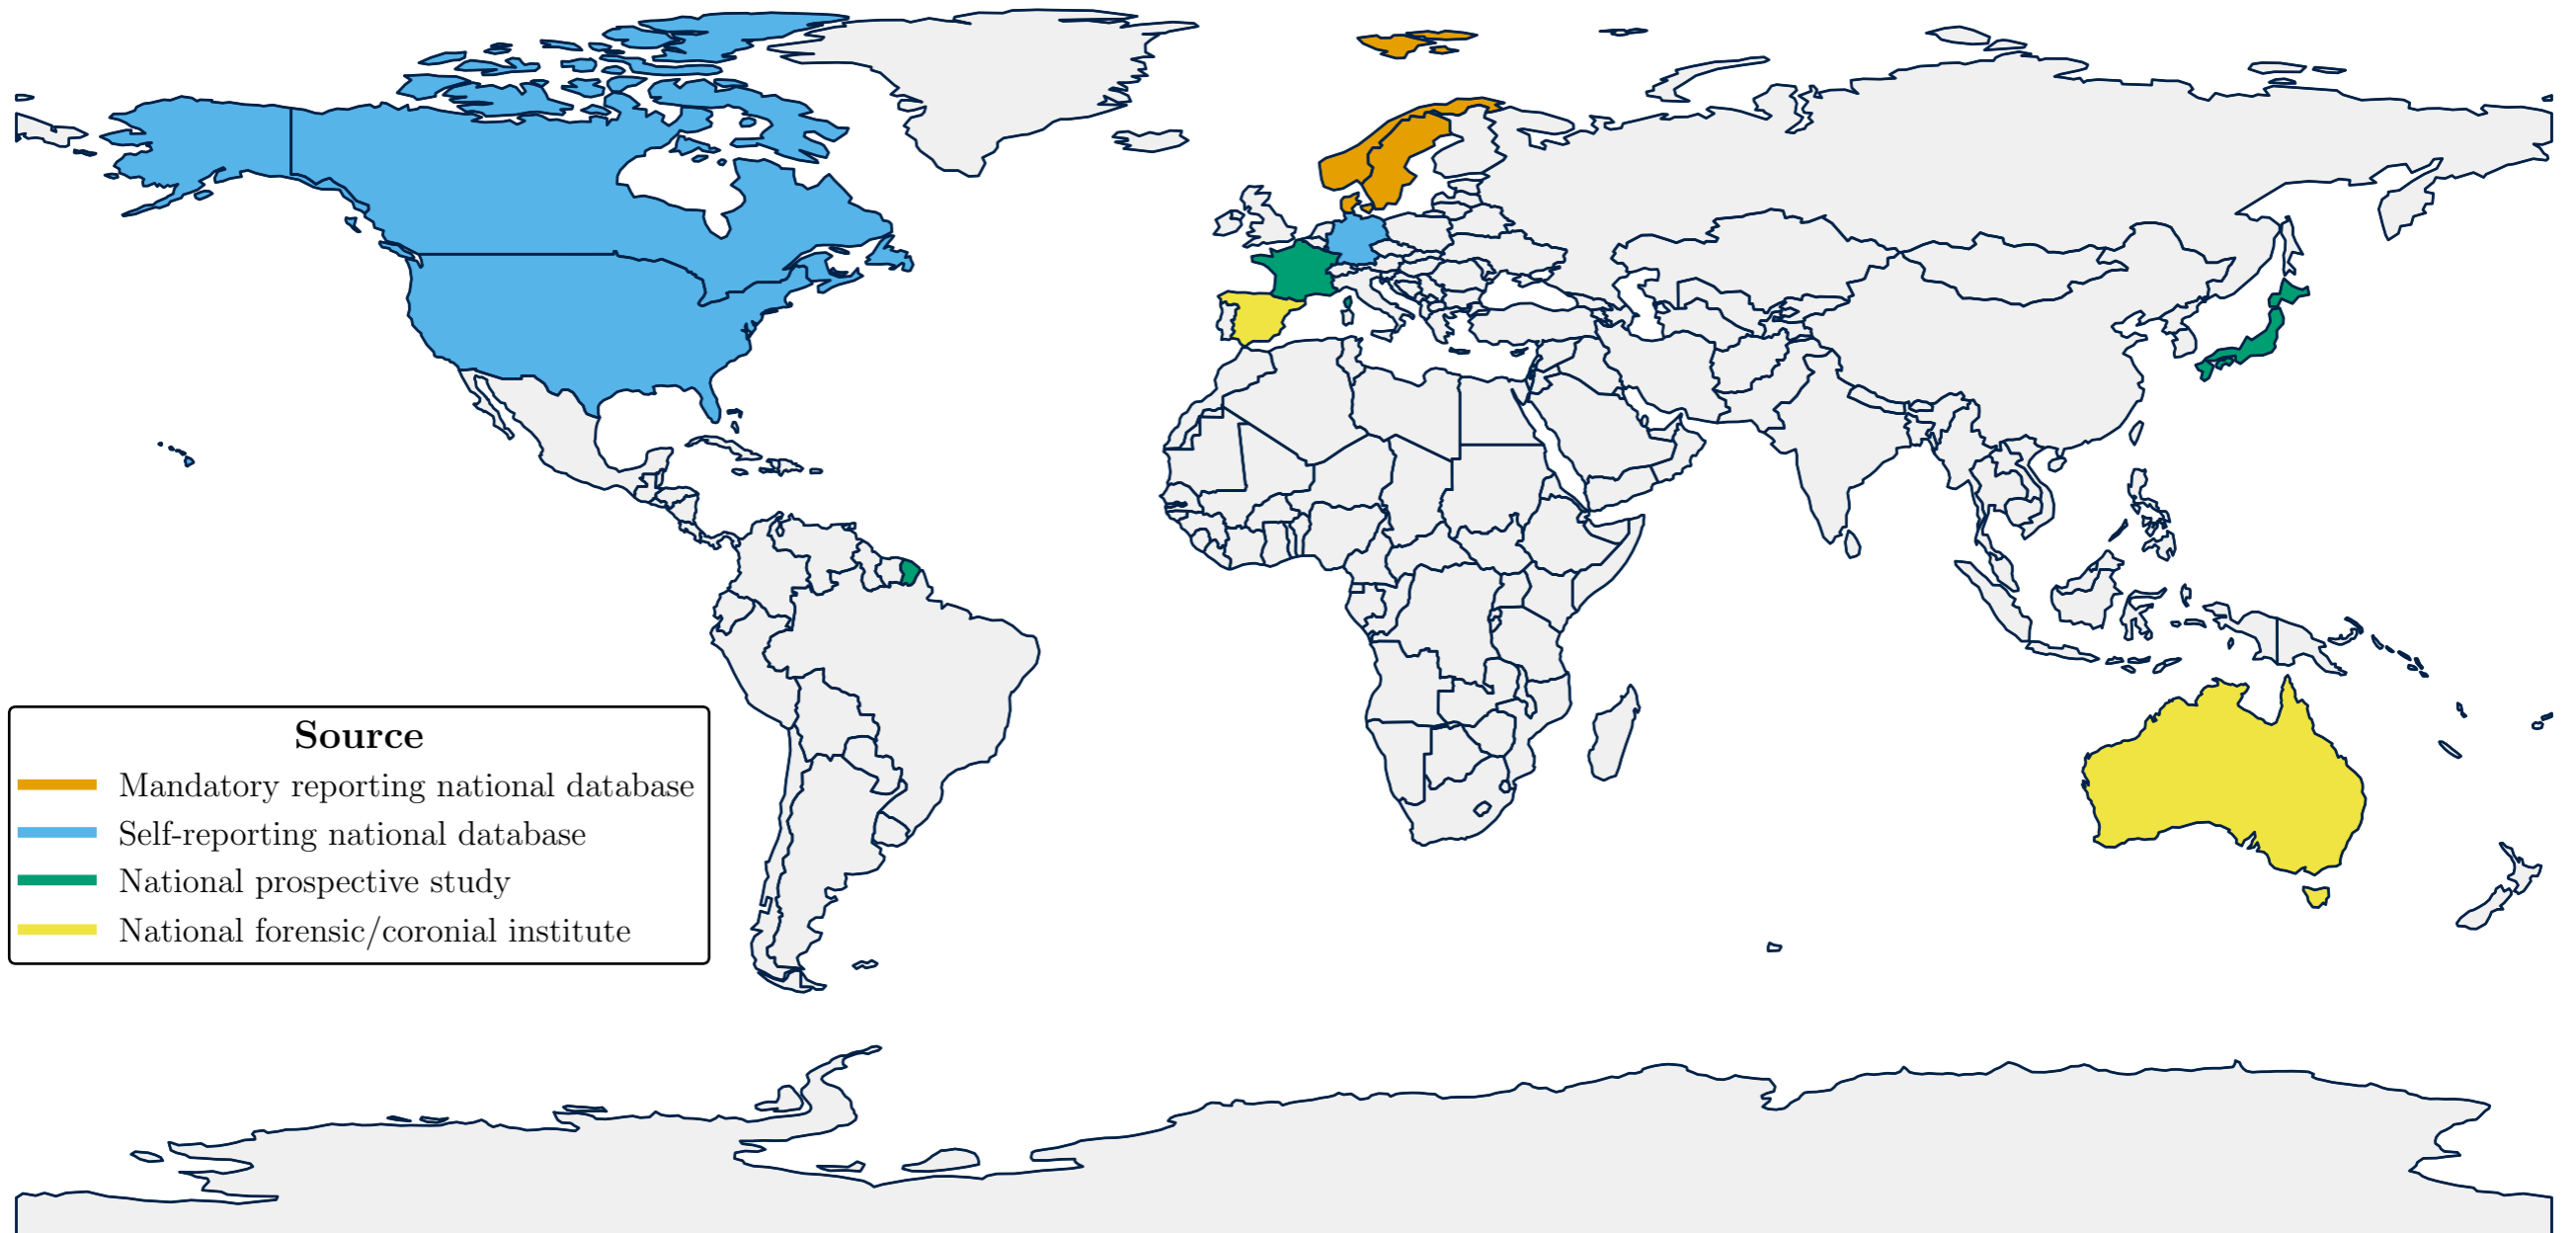 Source
Mandatory reporting national database
Self-reporting national database
National prospective study
National forensic/coronial institute